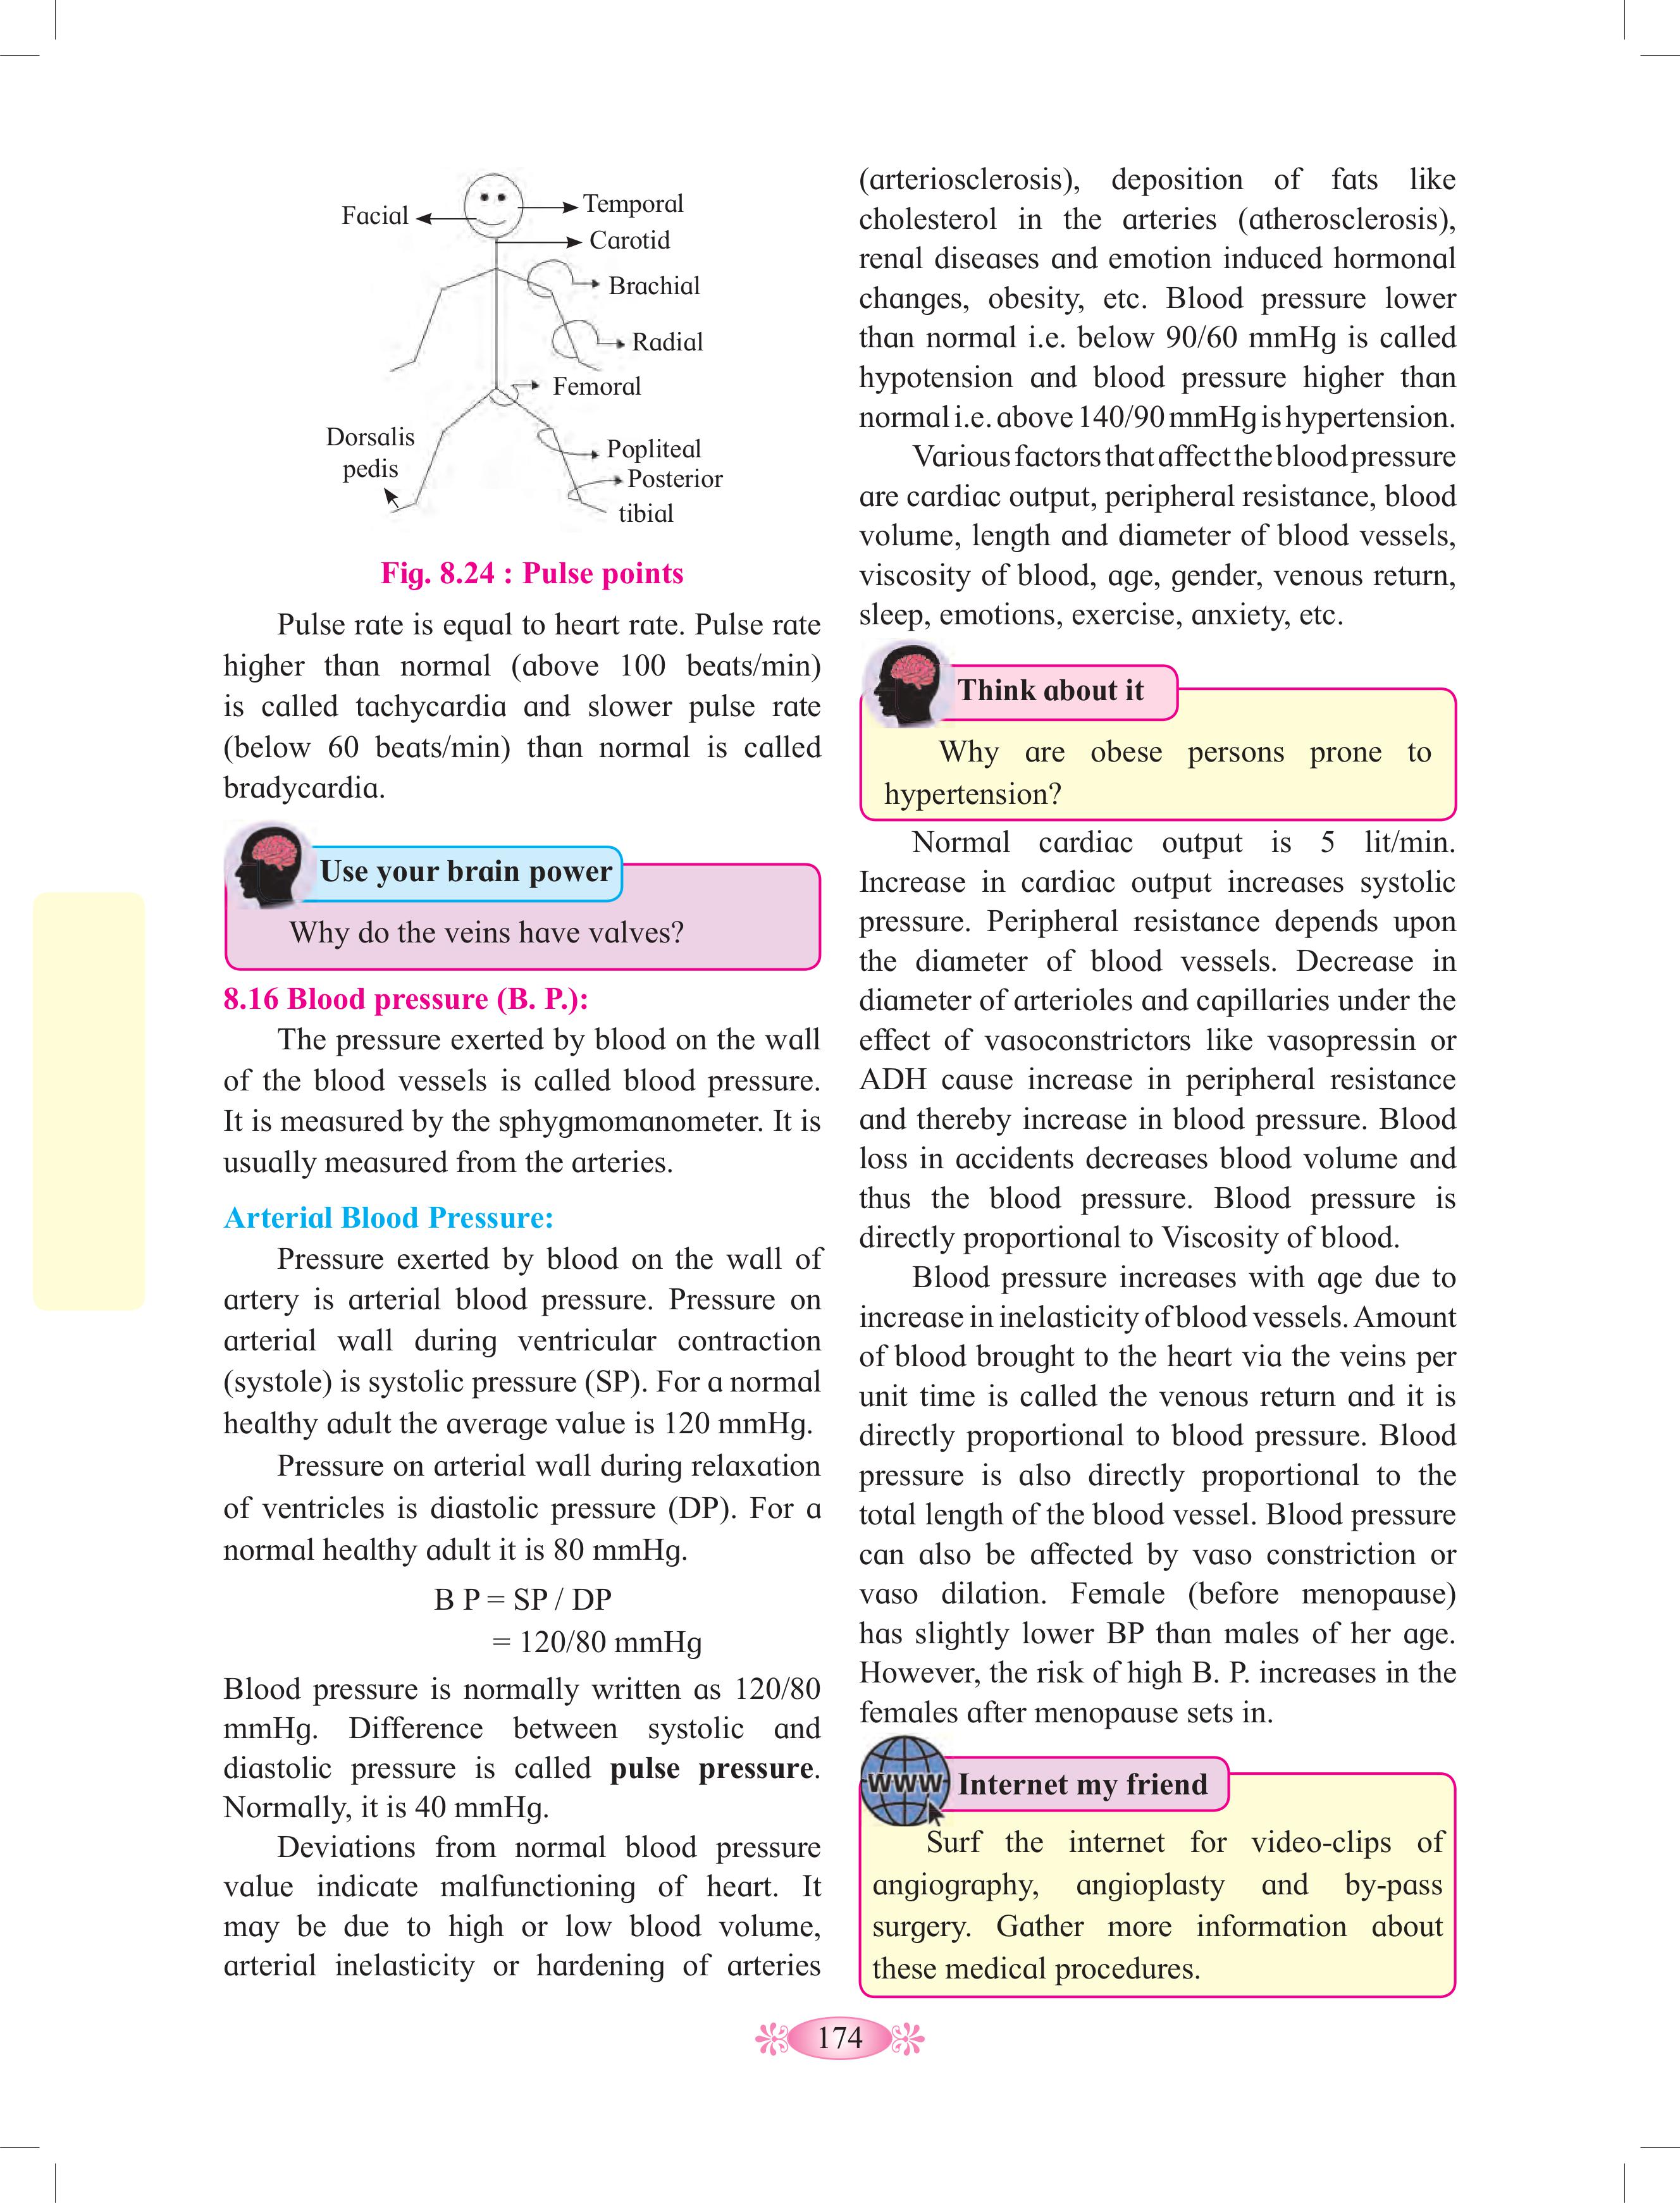 Facial
Temporal
Carotid
Brachial
Radial
Femoral
Dorsalis
pedis
Popliteal
Posterior
tibial
Fig. 8.24 : Pulse points
Pulse rate is equal to heart rate. Pulse rate
higher than normal (above 100 beats/min)
is called tachycardia and slower pulse rate
(below 60 beats/min) than normal is called
bradycardia.
Use your brain power
Why do the veins have valves?
8.16 Blood pressure (B. P.):
The pressure exerted by blood on the wall
of the blood vessels is called blood pressure.
It is measured by the sphygmomanometer. It is
usually measured from the arteries.
Arterial Blood Pressure:
Pressure exerted by blood on the wall of
artery is arterial blood pressure. Pressure on
arterial wall during ventricular contraction
(systole) is systolic pressure (SP). For a normal
healthy adult the average value is 120 mmHg.
Pressure on arterial wall during relaxation
of ventricles is diastolic pressure (DP). For a
normal healthy adult it is 80 mmHg.
B P = SP / DP
= 120/80 mmHg
Blood pressure is normally written as 120/80
mmHg. Difference between systolic and
diastolic pressure is called pulse pressure.
Normally, it is 40 mmHg.
Deviations from normal blood pressure
value indicate malfunctioning of heart. It
may be due to high or low blood volume,
arterial inelasticity or hardening of arteries
(arteriosclerosis), deposition of fats like
cholesterol in the arteries (atherosclerosis),
renal diseases and emotion induced hormonal
changes, obesity, etc. Blood pressure lower
than normal i.e. below 90/60 mmHg is called
hypotension and blood pressure higher than
normal i.e. above 140/90 mmHg is hypertension.
Various factors that affect the blood pressure
are cardiac output, peripheral resistance, blood
volume, length and diameter of blood vessels,
viscosity of blood, age, gender, venous return,
sleep, emotions, exercise, anxiety, etc.
Think about it
Why are obese persons prone to
hypertension?
Normal cardiac output is 5 lit/min.
Increase in cardiac output increases systolic
pressure. Peripheral resistance depends upon
the diameter of blood vessels. Decrease in
diameter of arterioles and capillaries under the
effect of vasoconstrictors like vasopressin or
ADH cause increase in peripheral resistance
and thereby increase in blood pressure. Blood
loss in accidents decreases blood volume and
thus the blood pressure. Blood pressure is
directly proportional to Viscosity of blood.
Blood pressure increases with age due to
increase in inelasticity of blood vessels. Amount
of blood brought to the heart via the veins per
unit time is called the venous return and it is
directly proportional to blood pressure. Blood
pressure is also directly proportional to the
total length of the blood vessel. Blood pressure
can also be affected by vaso constriction or
vaso dilation. Female (before menopause)
has slightly lower BP than males of her age.
However, the risk of high B. P. increases in the
females after menopause sets in.
WWW
Internet my friend
Surf the internet for video-clips of
angiography, angioplasty and by-pass
surgery. Gather more information about
these medical procedures.
174